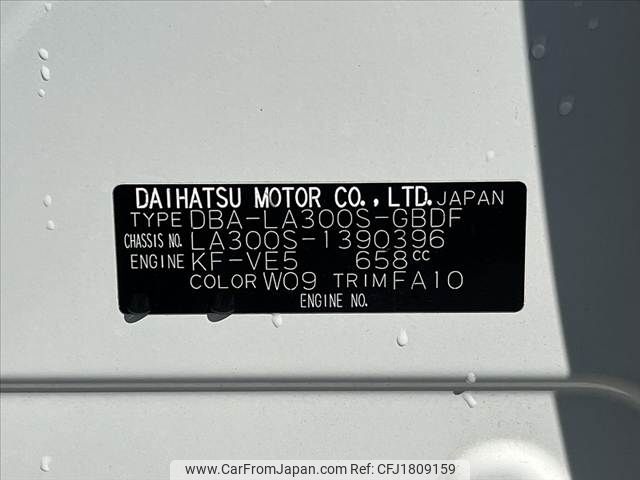 DAIHATSU MOTOR CO., LTD. JAPAN
TYPE DBA-LA300S-GBDF
CHASSIS NO. LA300S-1390396
ENGINE KF-VE5 658cc
COLOR W09 TRIM FA10
ENGINE NO.
www.CarFromJapan.com - CFJ1809159